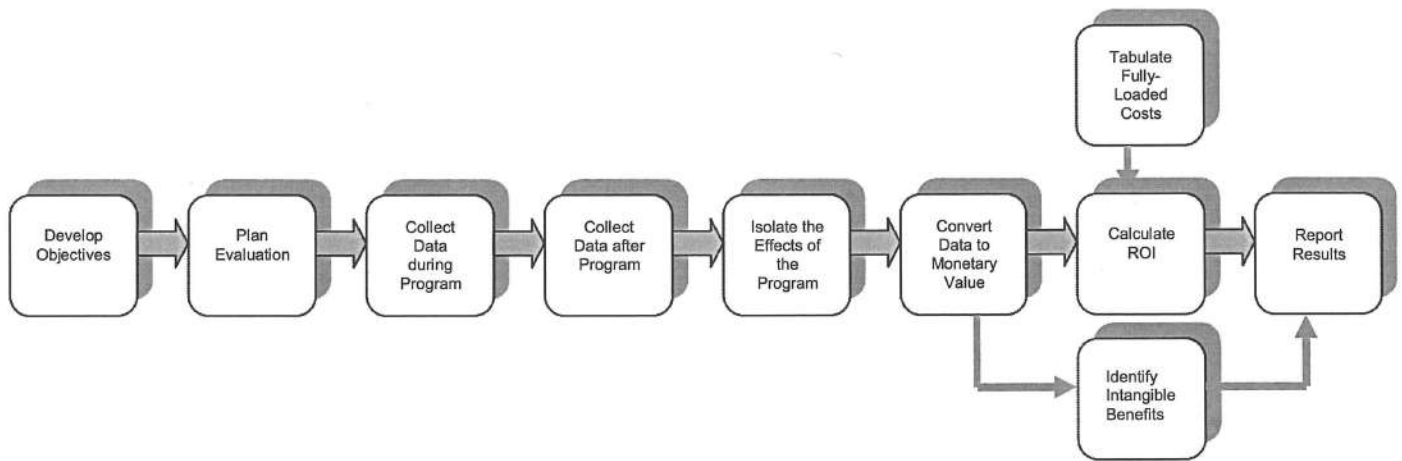 Tabulate
Fully-
Loaded
Costs
Develop
Objectives
Plan
Evaluation
Collect
Data
during
Program
Collect
Data after
Program
Isolate the
Effects of
the
Program
Convert
Data to
Monetary
Value
Calculate
ROI
Report
Results
Identify
Intangible
Benefits